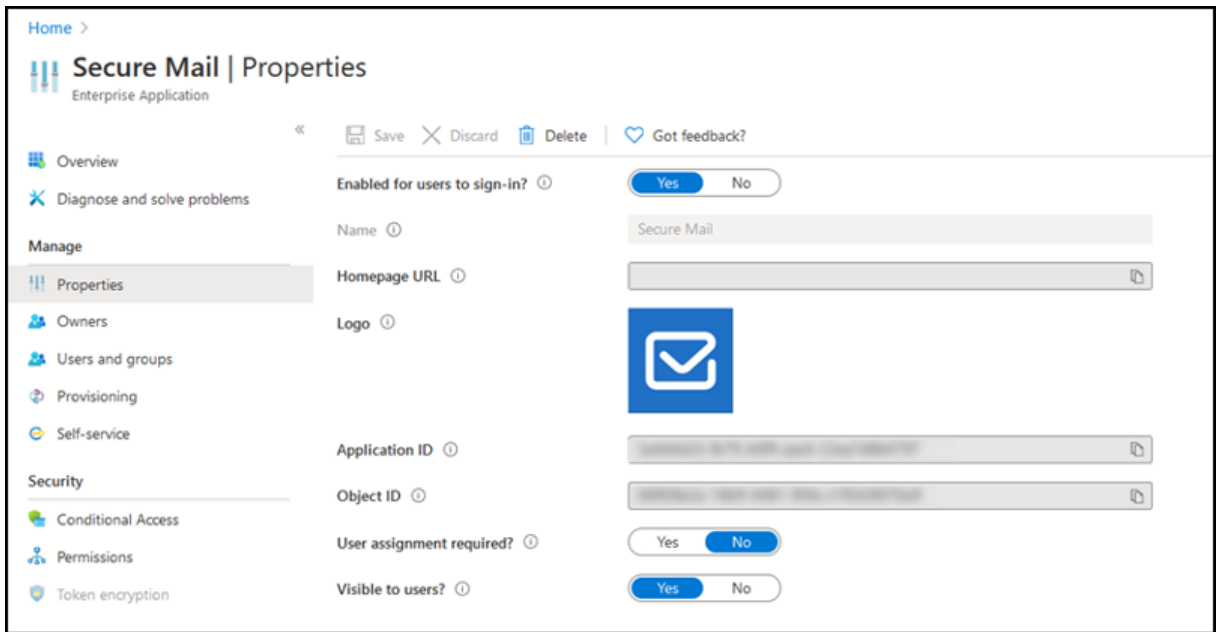 Home >
Secure Mail | Properties
Enterprise Application
«
Save Discard Delete Got feedback?
Overview
Diagnose and solve problems
Manage
Properties
Owners
Users and groups
Provisioning
Self-service
Security
Conditional Access
Permissions
Token encryption
Enabled for users to sign-in? Yes No
Name Secure Mail
Homepage URL
Logo
Application ID
Object ID
User assignment required? Yes No
Visible to users? Yes No